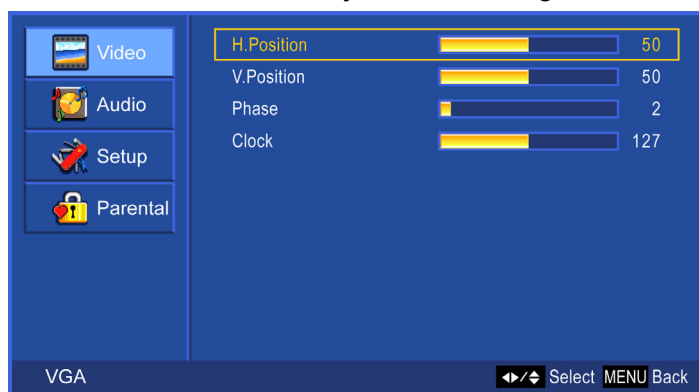 Video
Audio
Setup
Parental
H.Position 50
V.Position 50
Phase 2
Clock 127
VGA
Select MENU Back